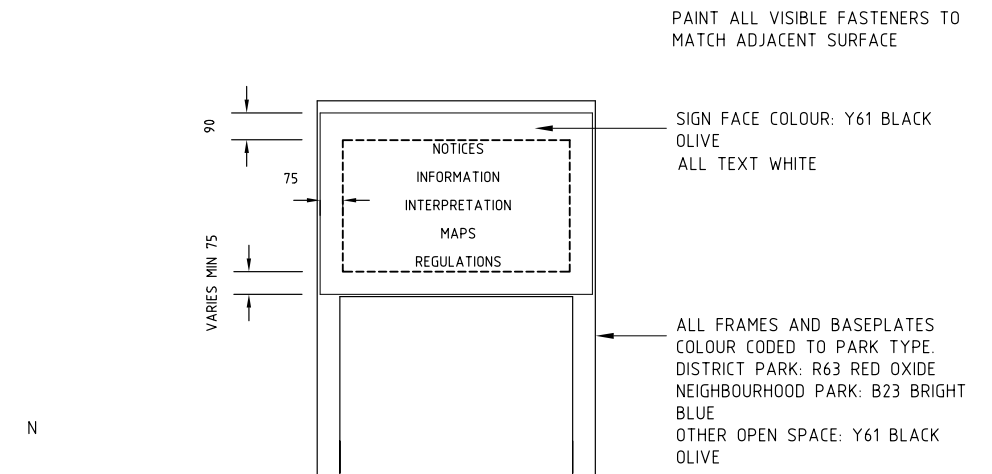 PAINT ALL VISIBLE FASTENERS TO
MATCH ADJACENT SURFACE
SIGN FACE COLOUR: Y61 BLACK
OLIVE
ALL TEXT WHITE
90
75
VARIES MIN 75
NOTICES
INFORMATION
INTERPRETATION
MAPS
REGULATIONS
ALL FRAMES AND BASEPLATES
COLOUR CODED TO PARK TYPE.
DISTRICT PARK: R63 RED OXIDE
NEIGHBOURHOOD PARK: B23 BRIGHT
BLUE
OTHER OPEN SPACE: Y61 BLACK
OLIVE
N